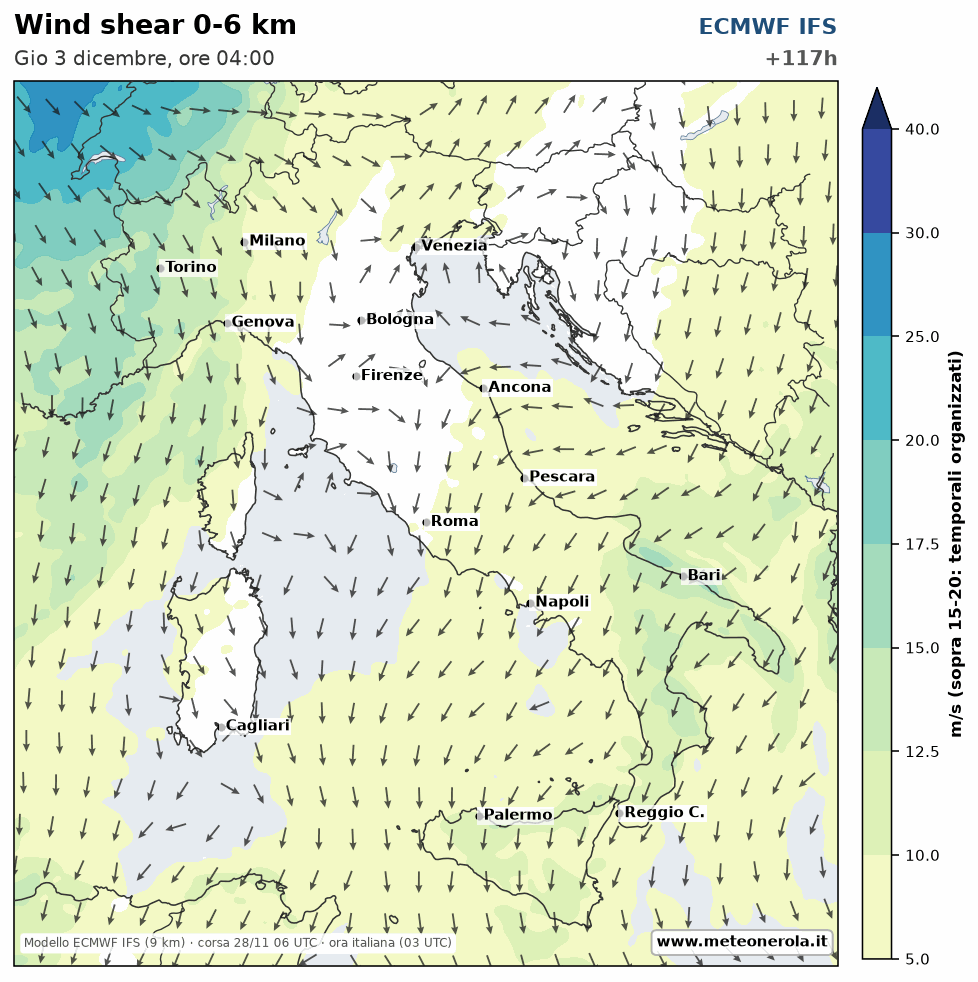 Wind shear 0-6 km
ECMWF IFS
Gio 3 dicembre, ore 04:00
+117h
40.0
30.0
25.0
20.0
17.5
15.0
12.5
10.0
5.0
m/s (sopra 15-20: temporali organizzati)
Milano
Venezia
Torino
Genova
Bologna
Firenze
Ancona
Pescara
Roma
Bari
Napoli
Cagliari
Palermo
Reggio C.
Modello ECMWF IFS (9 km) · corsa 28/11 06 UTC · ora italiana (03 UTC)
www.meteonerola.it